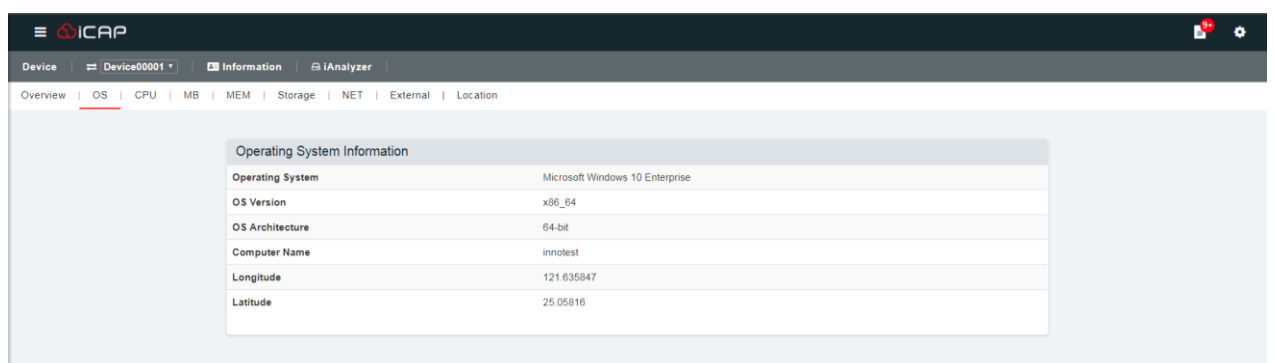 iCAP 9+
Device | Device00001 | Information | iAnalyzer |
Overview | OS | CPU | MB | MEM | Storage | NET | External | Location
Operating System Information
Operating System Microsoft Windows 10 Enterprise
OS Version x86_64
OS Architecture 64-bit
Computer Name innotest
Longitude 121.635847
Latitude 25.05816